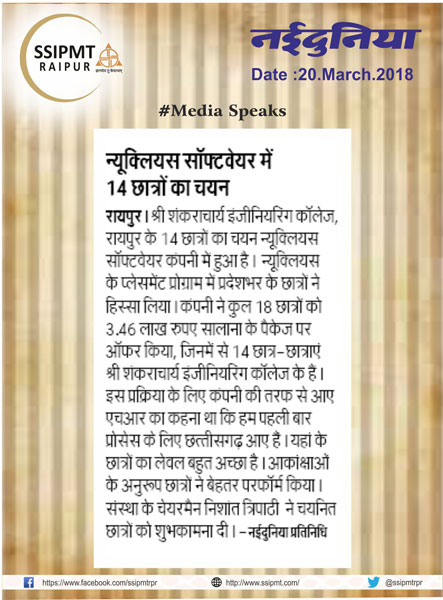 SSIPMT
RAIPUR
ज्ञानमेव च कैवल्यम्
नईदुनिया
Date :20.March.2018
#Media Speaks
न्यूक्लियस सॉफ्टवेयर में
14 छात्रों का चयन
रायपुर। श्री शंकराचार्य इंजीनियरिंग कॉलेज,
रायपुर के 14 छात्रों का चयन न्यूक्लियस
सॉफ्टवेयर कंपनी में हुआ है। न्यूक्लियस
के प्लेसमेंट प्रोग्राम में प्रदेशभर के छात्रों ने
हिस्सा लिया। कंपनी ने कुल 18 छात्रों को
3.46 लाख रुपए सालाना के पैकेज पर
ऑफर किया, जिनमें से 14 छात्र-छात्राएं
श्री शंकराचार्य इंजीनियरिंग कॉलेज के है।
इस प्रक्रिया के लिए कंपनी की तरफ से आए
एचआर का कहना था कि हम पहली बार
प्रोसेस के लिए छत्तीसगढ़ आए है। यहां के
छात्रों का लेवल बहुत अच्छा है। आकांक्षाओं
के अनुरूप छात्रों ने बेहतर परफॉर्म किया।
संस्था के चेयरमैन निशांत त्रिपाठी ने चयनित
छात्रों को शुभकामना दी। -नईदुनिया प्रतिनिधि
https://www.facebook.com/ssipmtrpr
http://www.ssipmt.com/
@ssipmtrpr